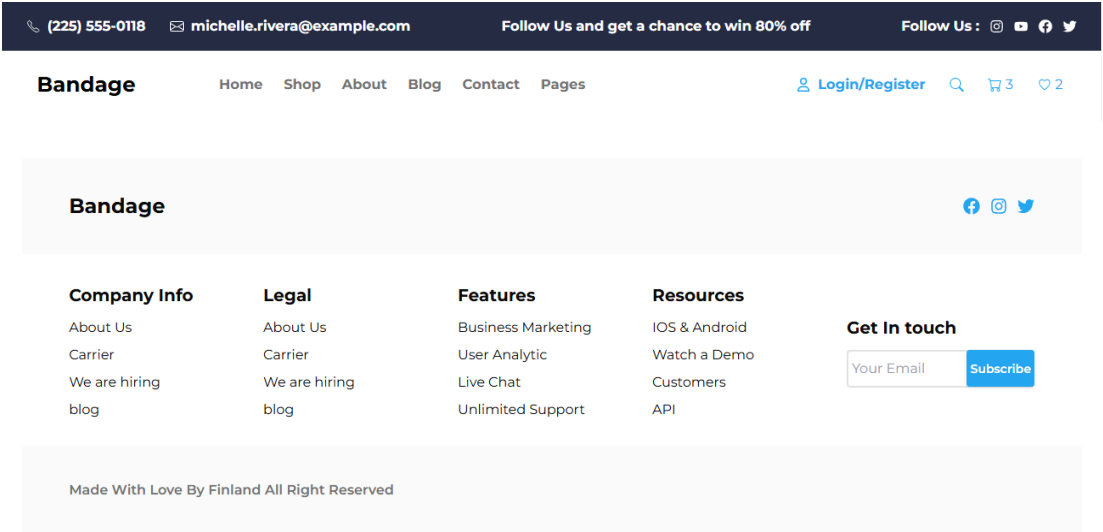 (225) 555-0118 michelle.rivera@example.com Follow Us and get a chance to win 80% off Follow Us :
Bandage Home Shop About Blog Contact Pages Login/Register 3 2
Bandage
Company Info Legal Features Resources
About Us About Us Business Marketing IOS & Android
Get In touch
Carrier Carrier User Analytic Watch a Demo
Your Email Subscribe
We are hiring We are hiring Live Chat Customers
blog blog Unlimited Support API
Made With Love By Finland All Right Reserved